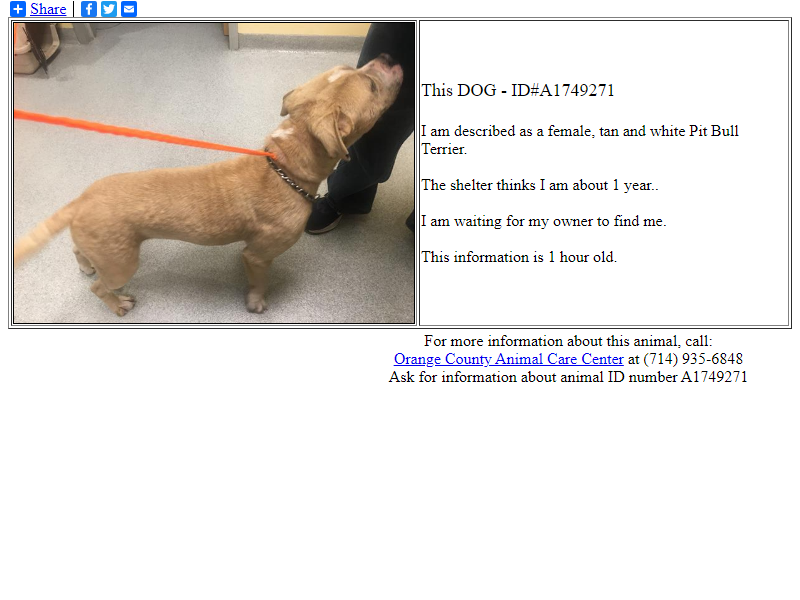 Share
This DOG - ID#A1749271
I am described as a female, tan and white Pit Bull
Terrier.
The shelter thinks I am about 1 year..
I am waiting for my owner to find me.
This information is 1 hour old.
For more information about this animal, call:
Orange County Animal Care Center at (714) 935-6848
Ask for information about animal ID number A1749271